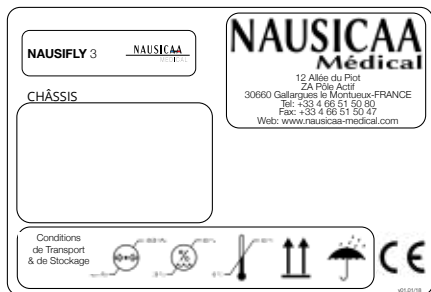 NAUSIFLY 3
NAUSICAA
MEDICAL
NAUSICAA
Médical
12 Allée du Piot
ZA Pôle Actif
30660 Gallargues le Montueux-FRANCE
Tel: +33 4 66 51 50 80
Fax: +33 4 66 51 50 47
Web: www.nausicaa-medical.com
CHÂSSIS
Conditions
de Transport
& de Stockage
%
CE